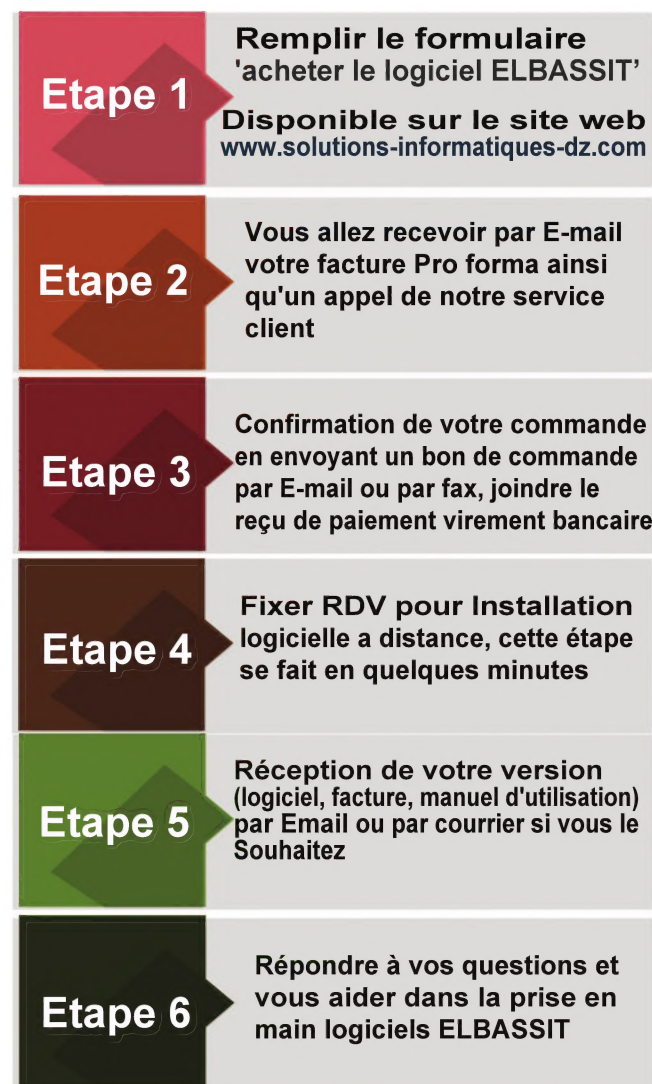 Etape 1
Remplir le formulaire
'acheter le logiciel ELBASSIT’
Disponible sur le site web
www.solutions-informatiques-dz.com
Etape 2
Vous allez recevoir par E-mail
votre facture Pro forma ainsi
qu'un appel de notre service
client
Etape 3
Confirmation de votre commande
en envoyant un bon de commande
par E-mail ou par fax, joindre le
reçu de paiement virement bancaire
Etape 4
Fixer RDV pour Installation
logicielle a distance, cette étape
se fait en quelques minutes
Etape 5
Réception de votre version
(logiciel, facture, manuel d'utilisation)
par Email ou par courrier si vous le
Souhaitez
Etape 6
Répondre à vos questions et
vous aider dans la prise en
main logiciels ELBASSIT